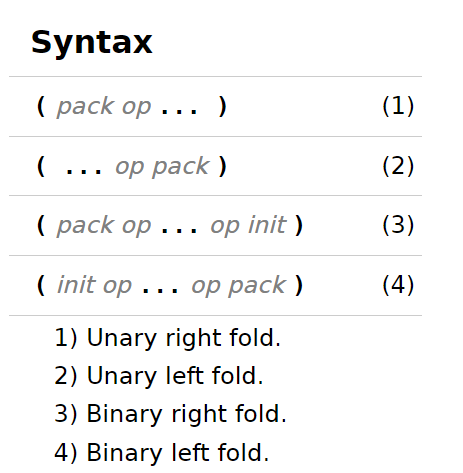 Syntax
( pack op ... ) (1)
( ... op pack ) (2)
( pack op ... op init ) (3)
( init op ... op pack ) (4)
1) Unary right fold.
2) Unary left fold.
3) Binary right fold.
4) Binary left fold.